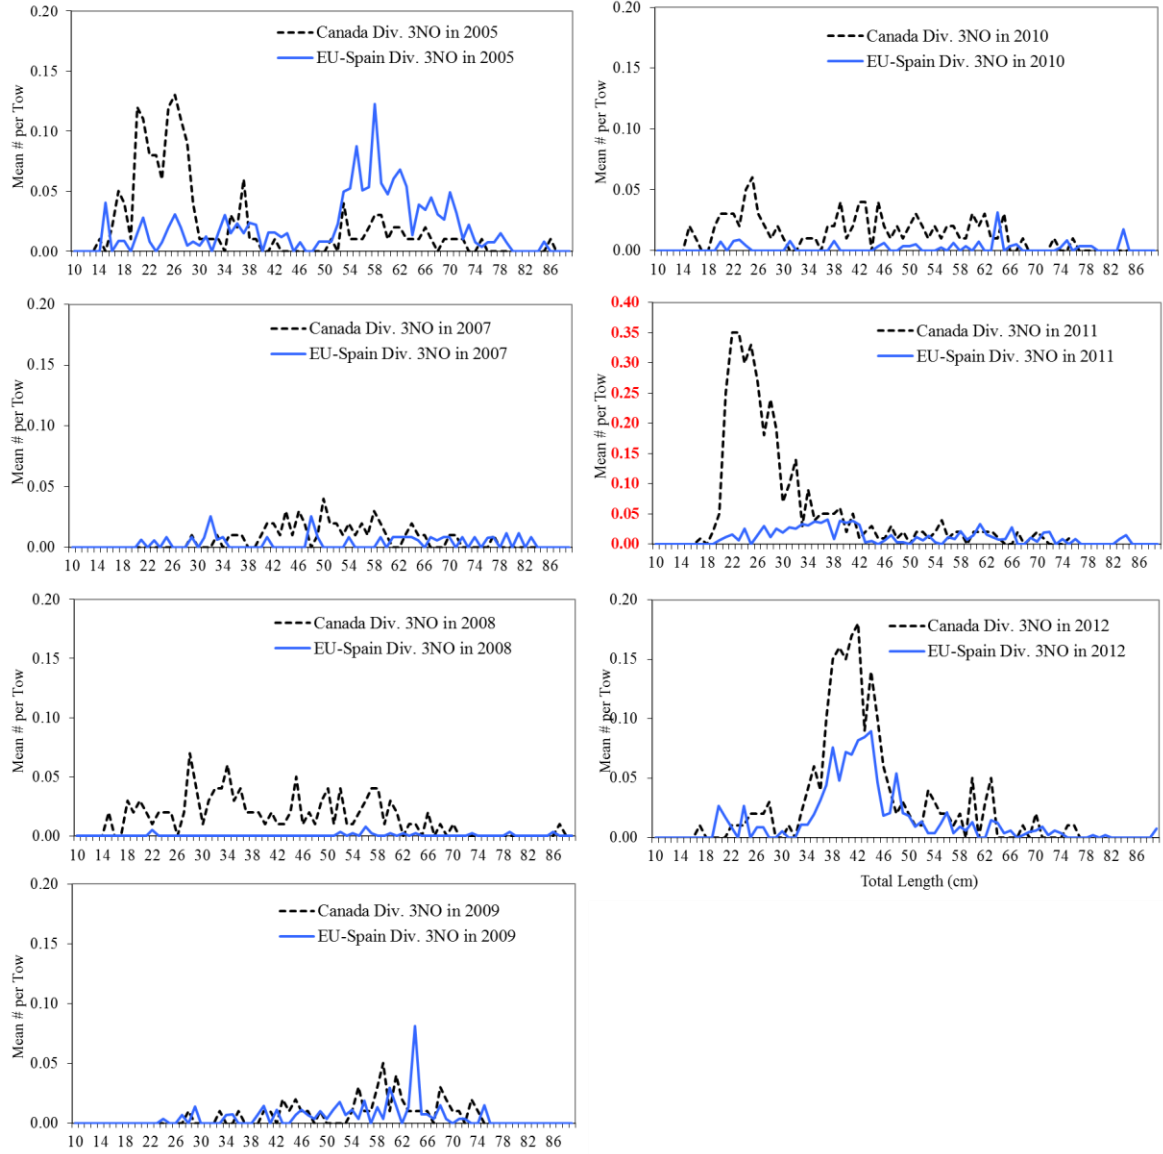 0.20
0.15
0.10
0.05
0.00
Mean # per Tow
Canada Div. 3NO in 2005
EU-Spain Div. 3NO in 2005
10 14 18 22 26 30 34 38 42 46 50 54 58 62 66 70 74 78 82 86
0.20
0.15
0.10
0.05
0.00
Mean # per Tow
Canada Div. 3NO in 2007
EU-Spain Div. 3NO in 2007
10 14 18 22 26 30 34 38 42 46 50 54 58 62 66 70 74 78 82 86
0.20
0.15
0.10
0.05
0.00
Mean # per Tow
Canada Div. 3NO in 2008
EU-Spain Div. 3NO in 2008
10 14 18 22 26 30 34 38 42 46 50 54 58 62 66 70 74 78 82 86
0.20
0.15
0.10
0.05
0.00
Mean # per Tow
Canada Div. 3NO in 2009
EU-Spain Div. 3NO in 2009
10 14 18 22 26 30 34 38 42 46 50 54 58 62 66 70 74 78 82 86
0.20
0.15
0.10
0.05
0.00
Mean # per Tow
Canada Div. 3NO in 2010
EU-Spain Div. 3NO in 2010
10 14 18 22 26 30 34 38 42 46 50 54 58 62 66 70 74 78 82 86
0.40
0.35
0.30
0.25
0.20
0.15
0.10
0.05
0.00
Mean # per Tow
Canada Div. 3NO in 2011
EU-Spain Div. 3NO in 2011
10 14 18 22 26 30 34 38 42 46 50 54 58 62 66 70 74 78 82 86
0.20
0.15
0.10
0.05
0.00
Mean # per Tow
Canada Div. 3NO in 2012
EU-Spain Div. 3NO in 2012
10 14 18 22 26 30 34 38 42 46 50 54 58 62 66 70 74 78 82 86
Total Length (cm)